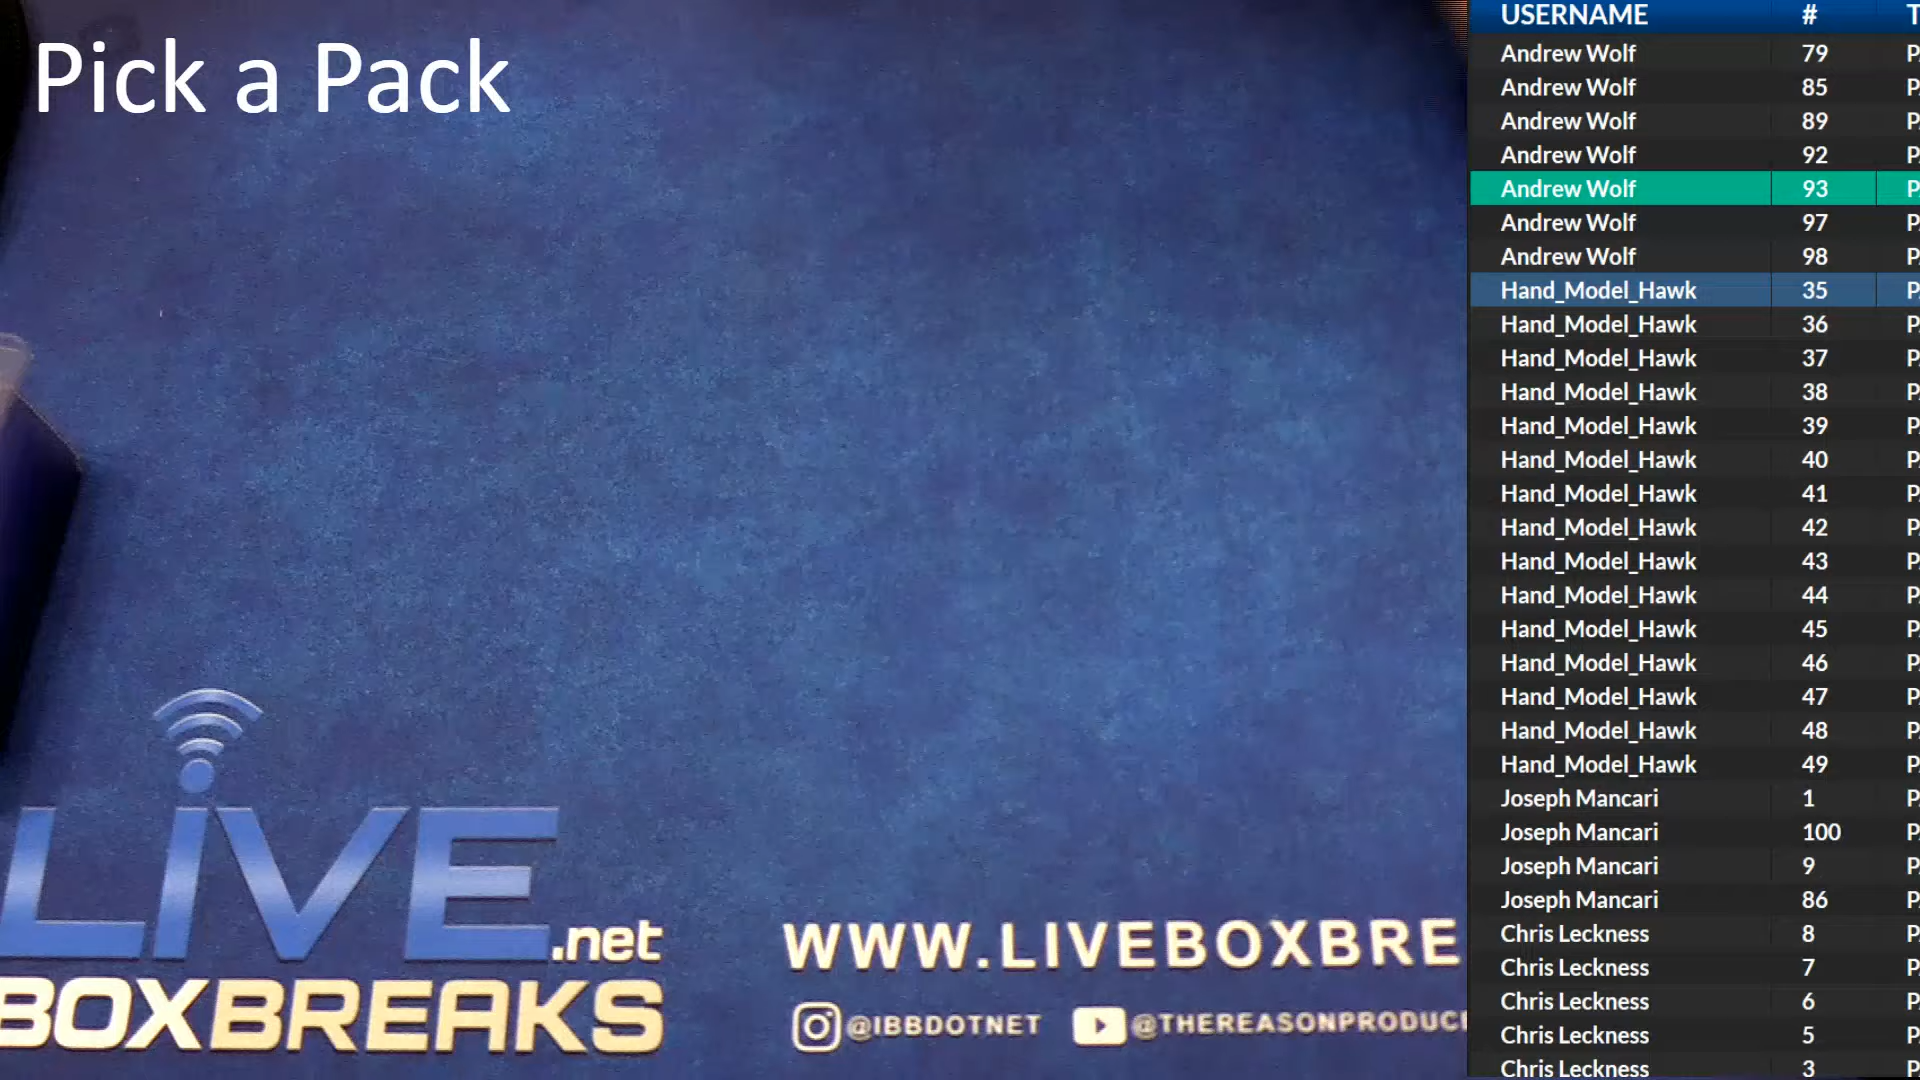 Pick a Pack
LiVE.net
BOXBREAKS
WWW.LIVEBOXBRE
@IBBDOTNET
@THEREASONPRODUC
USERNAME #
Andrew Wolf 79
Andrew Wolf 85
Andrew Wolf 89
Andrew Wolf 92
Andrew Wolf 93
Andrew Wolf 97
Andrew Wolf 98
Hand_Model_Hawk 35
Hand_Model_Hawk 36
Hand_Model_Hawk 37
Hand_Model_Hawk 38
Hand_Model_Hawk 39
Hand_Model_Hawk 40
Hand_Model_Hawk 41
Hand_Model_Hawk 42
Hand_Model_Hawk 43
Hand_Model_Hawk 44
Hand_Model_Hawk 45
Hand_Model_Hawk 46
Hand_Model_Hawk 47
Hand_Model_Hawk 48
Hand_Model_Hawk 49
Joseph Mancari 1
Joseph Mancari 100
Joseph Mancari 9
Joseph Mancari 86
Chris Leckness 8
Chris Leckness 7
Chris Leckness 6
Chris Leckness 5
Chris Leckness 3